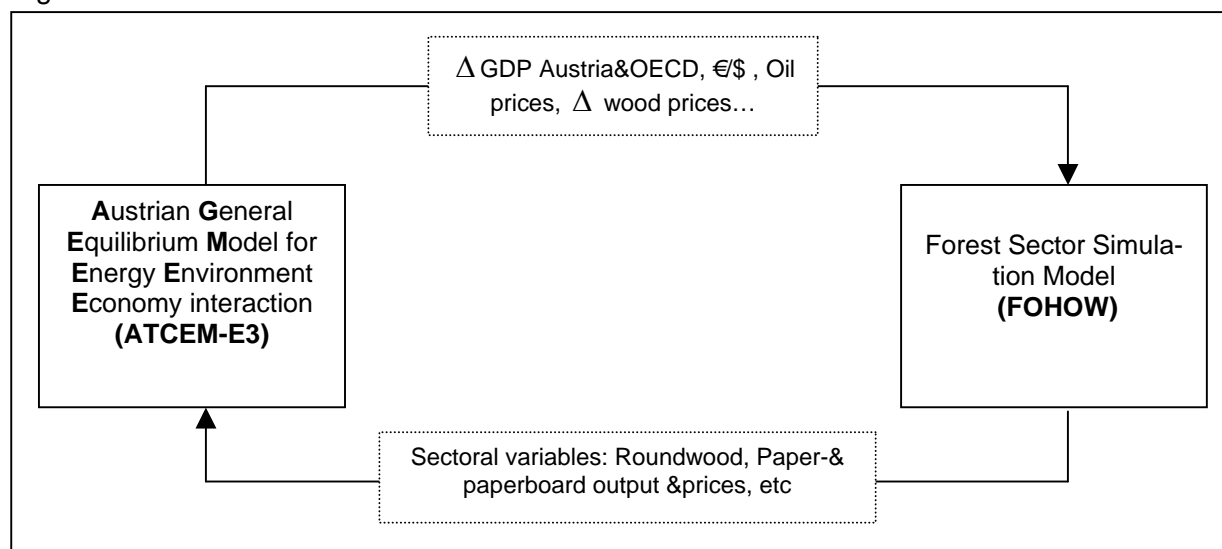 Δ GDP Austria&OECD, €/$ , Oil
prices, Δ wood prices…
Austrian General
Equilibrium Model for
Energy Environment
Economy interaction
(ATCEM-E3)
Forest Sector Simula-
tion Model
(FOHOW)
Sectoral variables: Roundwood, Paper-&
paperboard output &prices, etc